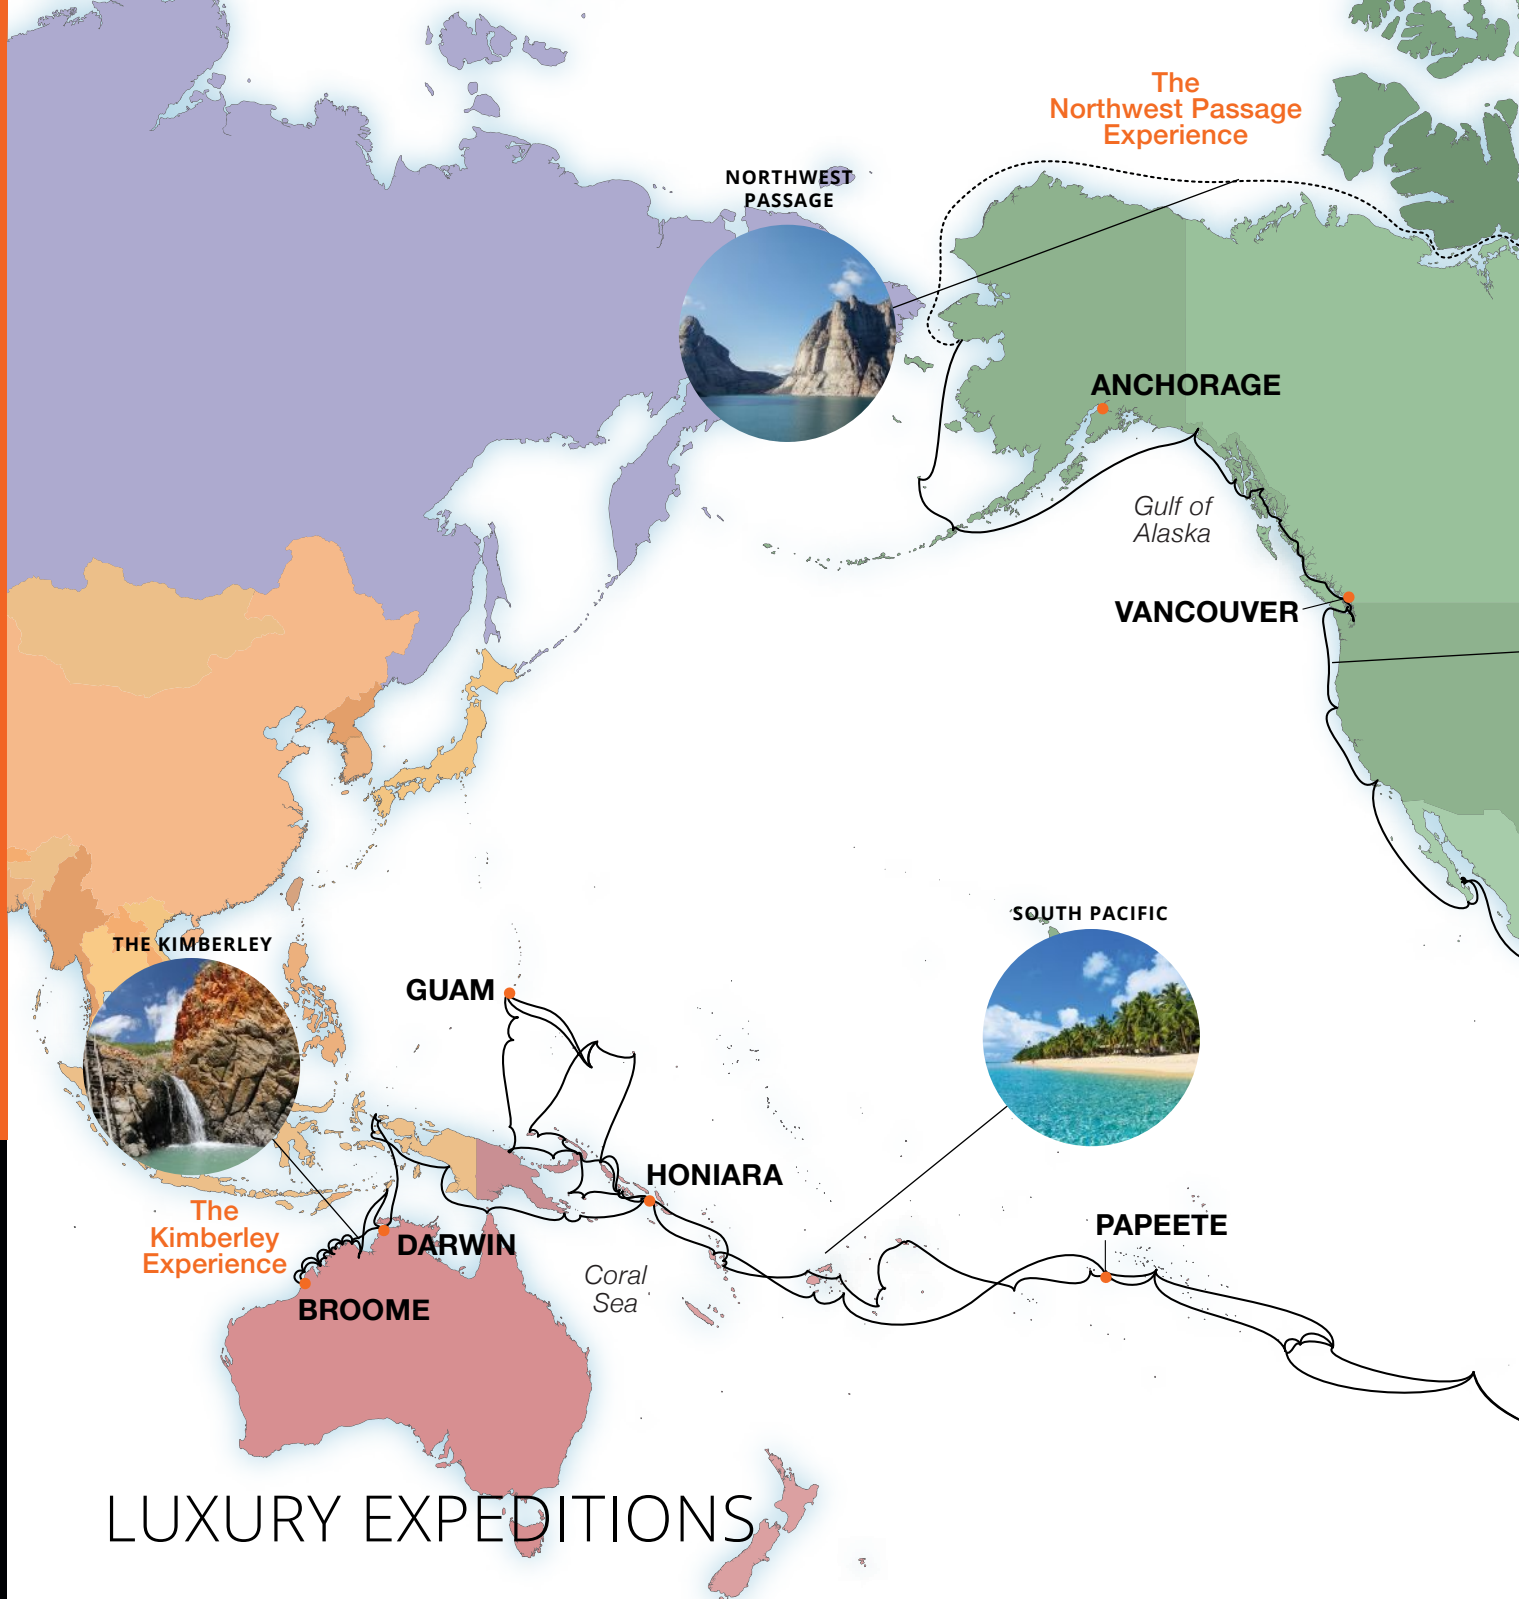 The
Northwest Passage
Experience
NORTHWEST
PASSAGE
ANCHORAGE
Gulf of
Alaska
VANCOUVER
SOUTH PACIFIC
THE KIMBERLEY
GUAM
HONIARA
The
Kimberley
Experience
DARWIN
PAPEETE
Coral
Sea
BROOME
LUXURY EXPEDITIONS